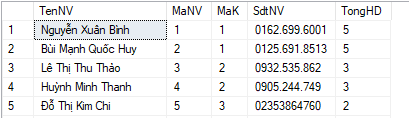 TenNV MaNV MaK SdtNV TongHD
1 Nguyễn Xuân Bình 1 1 0162.699.6001 5
2 Bùi Mạnh Quốc Huy 2 1 0125.691.8513 5
3 Lê Thị Thu Thảo 3 2 0932.535.862 3
4 Huỳnh Minh Thanh 4 2 0905.244.749 3
5 Đỗ Thị Kim Chi 5 3 02353864760 2